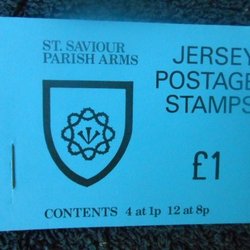 ST. SAVIOUR
PARISH ARMS
JERSEY
POSTAGE
STAMPS
£1
CONTENTS 4 at 1p 12 at 8p